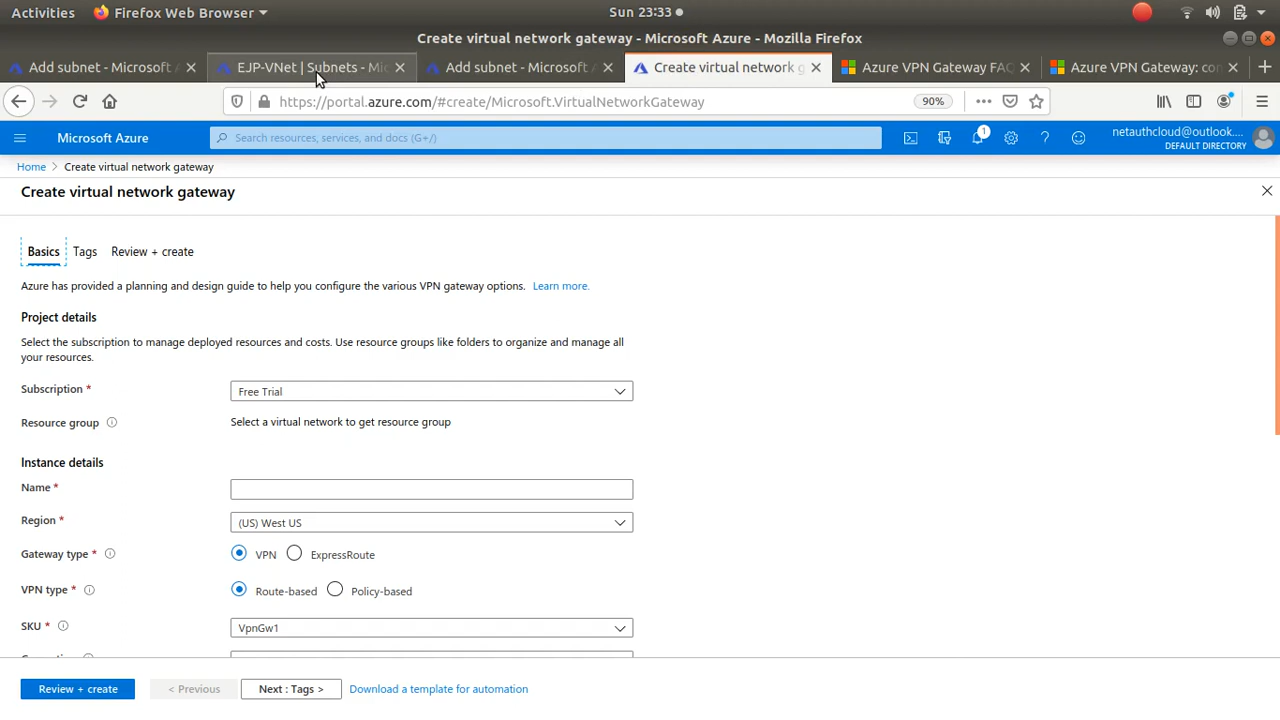 Activities Firefox Web Browser Sun 23:33
Create virtual network gateway - Microsoft Azure - Mozilla Firefox
Add subnet - Microsoft A EJP-VNet | Subnets - Mic Add subnet - Microsoft A Create virtual network g Azure VPN Gateway FAQ Azure VPN Gateway: con
https://portal.azure.com/#create/Microsoft.VirtualNetworkGateway 90%
Microsoft Azure Search resources, services, and docs (G+/) 1 netauthcloud@outlook....
DEFAULT DIRECTORY
Home > Create virtual network gateway
Create virtual network gateway
Basics Tags Review + create
Azure has provided a planning and design guide to help you configure the various VPN gateway options. Learn more.
Project details
Select the subscription to manage deployed resources and costs. Use resource groups like folders to organize and manage all
your resources.
Subscription * Free Trial
Resource group Select a virtual network to get resource group
Instance details
Name *
Region * (US) West US
Gateway type * VPN ExpressRoute
VPN type * Route-based Policy-based
SKU * VpnGw1
Review + create < Previous Next : Tags > Download a template for automation